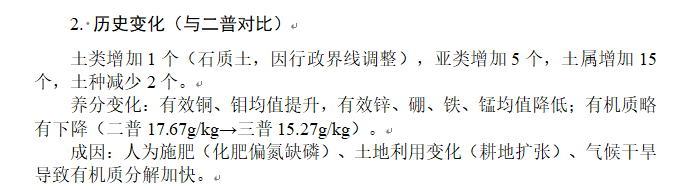 2. 历史变化（与二普对比）
土类增加 1 个（石质土，因行政界线调整），亚类增加 5 个，土属增加 15
个，土种减少 2 个。
养分变化：有效铜、钼均值提升，有效锌、硼、铁、锰均值降低；有机质略
有下降（二普 17.67g/kg→三普 15.27g/kg）。
成因：人为施肥（化肥偏氮缺磷）、土地利用变化（耕地扩张）、气候干旱
导致有机质分解加快。